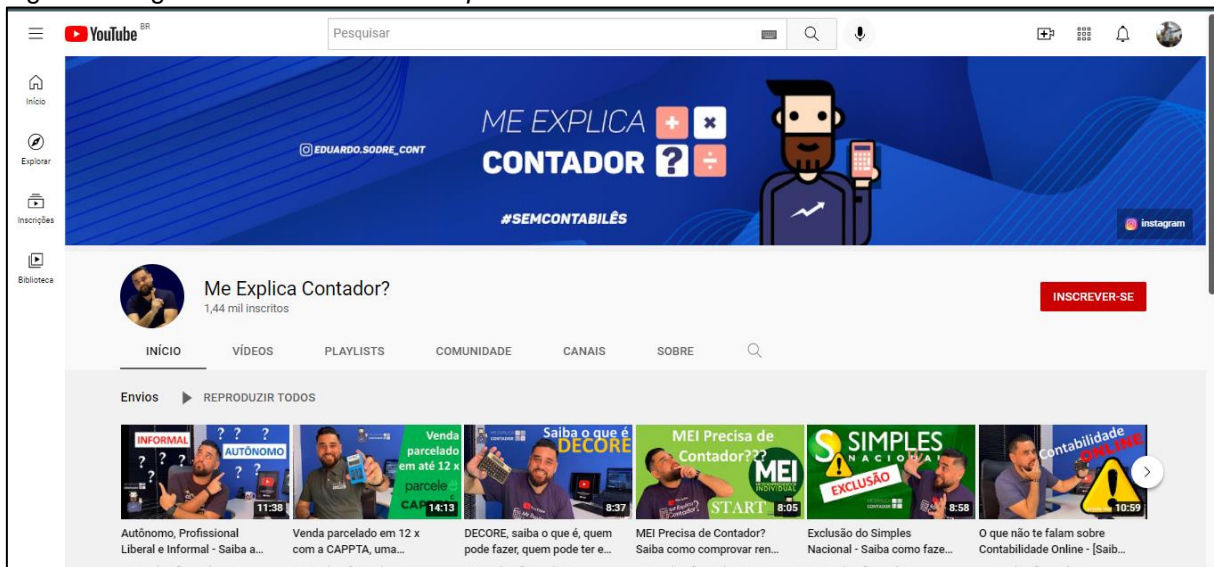 YouTube BR
Pesquisar
Início
Explorar
Inscrições
Biblioteca
ME EXPLICA
CONTADOR ?
EDUARDO.SODRE_CONT
#SEMCONTABILÊS
instagram
Me Explica Contador?
1,44 mil inscritos
INSCREVER-SE
INÍCIO VÍDEOS PLAYLISTS COMUNIDADE CANAIS SOBRE
Envios REPRODUZIR TODOS
INFORMAL
? ? ?
AUTÔNOMO
? ? ?
11:38
Venda
parcelado
em até 12 x
parcele
14:13
Saiba o que é
DECORE
8:37
MEI Precisa de
Contador???
MEI
MICROEMPREENDEDOR
INDIVIDUAL
START
8:05
SIMPLES
NACIONAL
EXCLUSÃO
8:58
Contabilidade
ONLINE
10:59
Autônomo, Profissional
Liberal e Informal - Saiba a...
Venda parcelado em 12 x
com a CAPPTA, uma...
DECORE, saiba o que é, quem
pode fazer, quem pode ter e...
MEI Precisa de Contador?
Saiba como comprovar ren...
Exclusão do Simples
Nacional - Saiba como faze...
O que não te falam sobre
Contabilidade Online - [Saib...